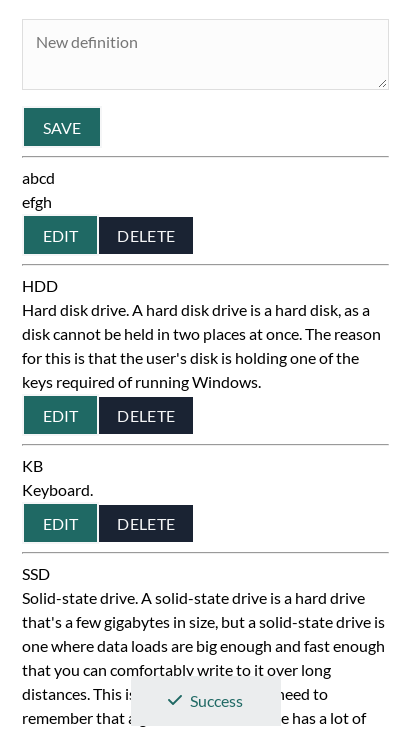 New definition
SAVE
abcd
efgh
EDIT DELETE
HDD
Hard disk drive. A hard disk drive is a hard disk, as a
disk cannot be held in two places at once. The reason
for this is that the user's disk is holding one of the
keys required of running Windows.
EDIT DELETE
KB
Keyboard.
EDIT DELETE
SSD
Solid-state drive. A solid-state drive is a hard drive
that's a few gigabytes in size, but a solid-state drive is
one where data loads are big enough and fast enough
that you can comfortably write to it over long
distances. This need to
Success
remember that has a lot of